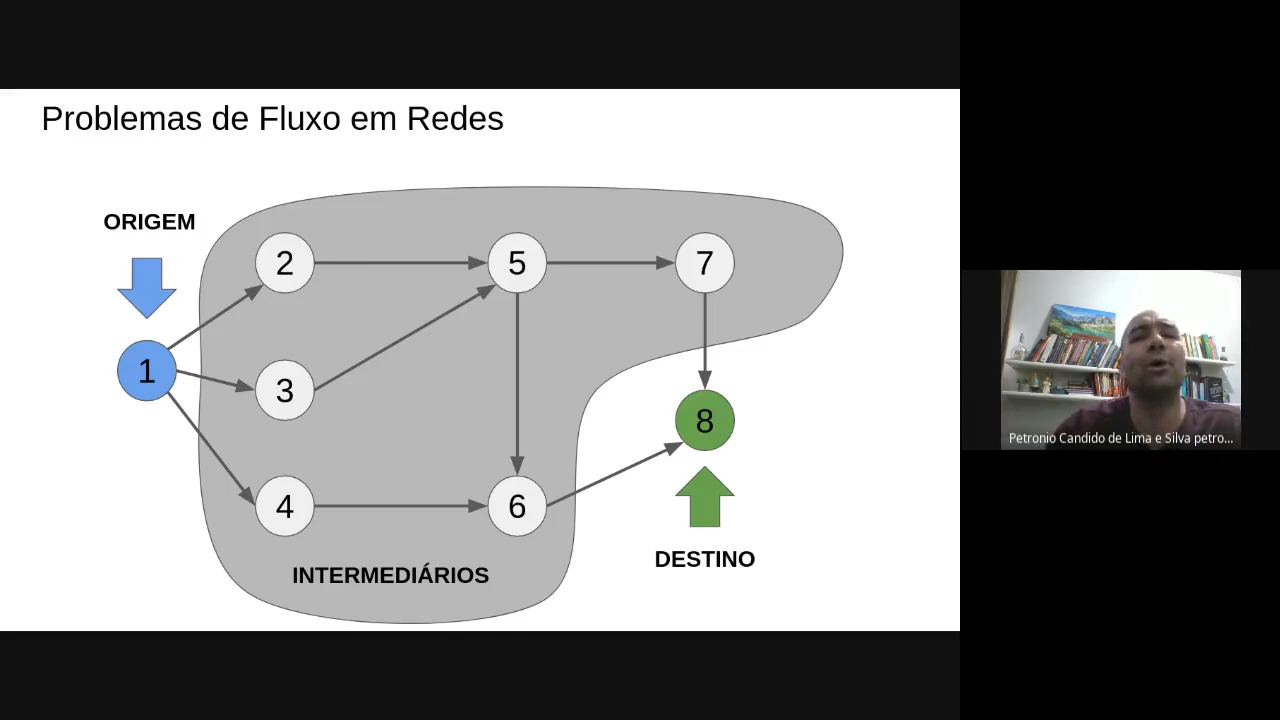 Problemas de Fluxo em Redes
ORIGEM
2
5
7
1
3
8
4
6
DESTINO
INTERMEDIÁRIOS
Petronio Candido de Lima e Silva petro...